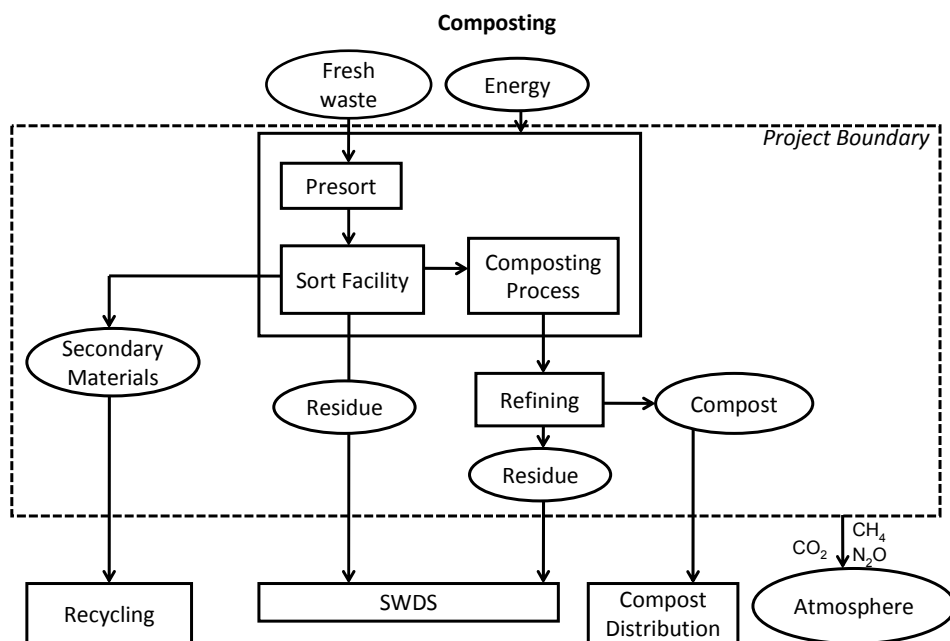 Composting
Fresh
waste
Energy
Project Boundary
Presort
Sort Facility
Composting
Process
Secondary
Materials
Residue
Refining
Compost
Residue
CO₂
CH₄
N₂O
Recycling
SWDS
Compost
Distribution
Atmosphere